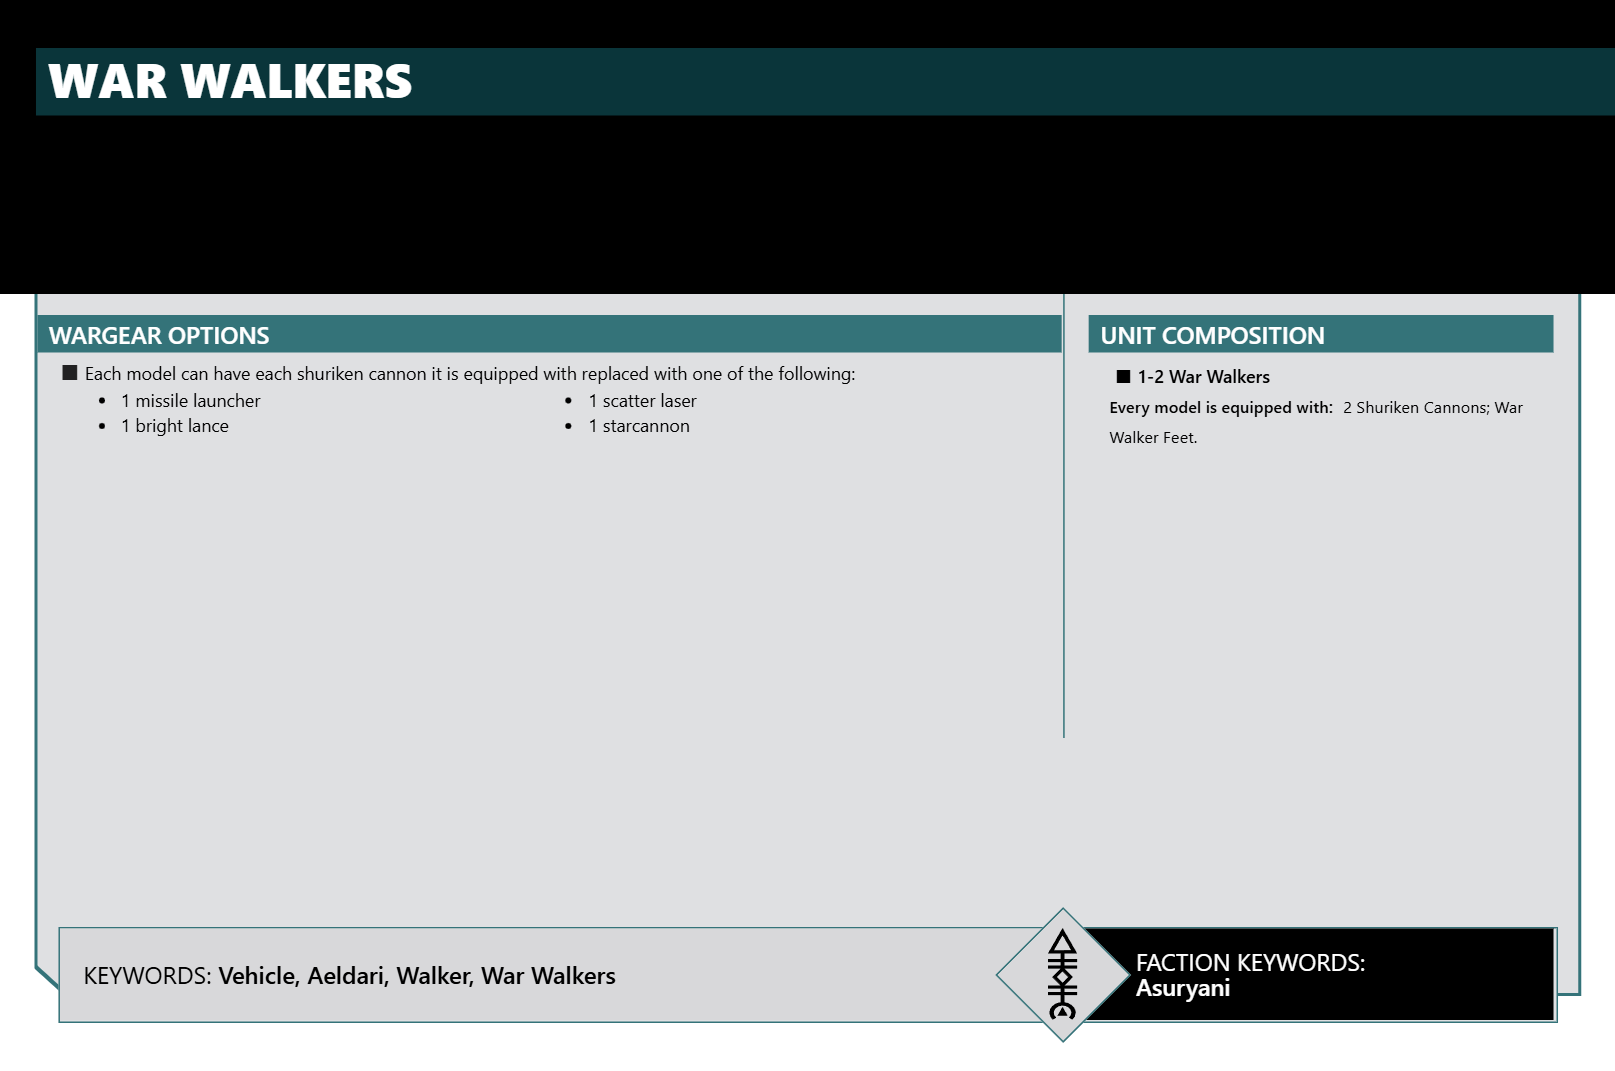 WAR WALKERS
WARGEAR OPTIONS
■ Each model can have each shuriken cannon it is equipped with replaced with one of the following:
• 1 missile launcher
• 1 bright lance
• 1 scatter laser
• 1 starcannon
UNIT COMPOSITION
■ 1-2 War Walkers
Every model is equipped with: 2 Shuriken Cannons; War
Walker Feet.
KEYWORDS: Vehicle, Aeldari, Walker, War Walkers
FACTION KEYWORDS:
Asuryani